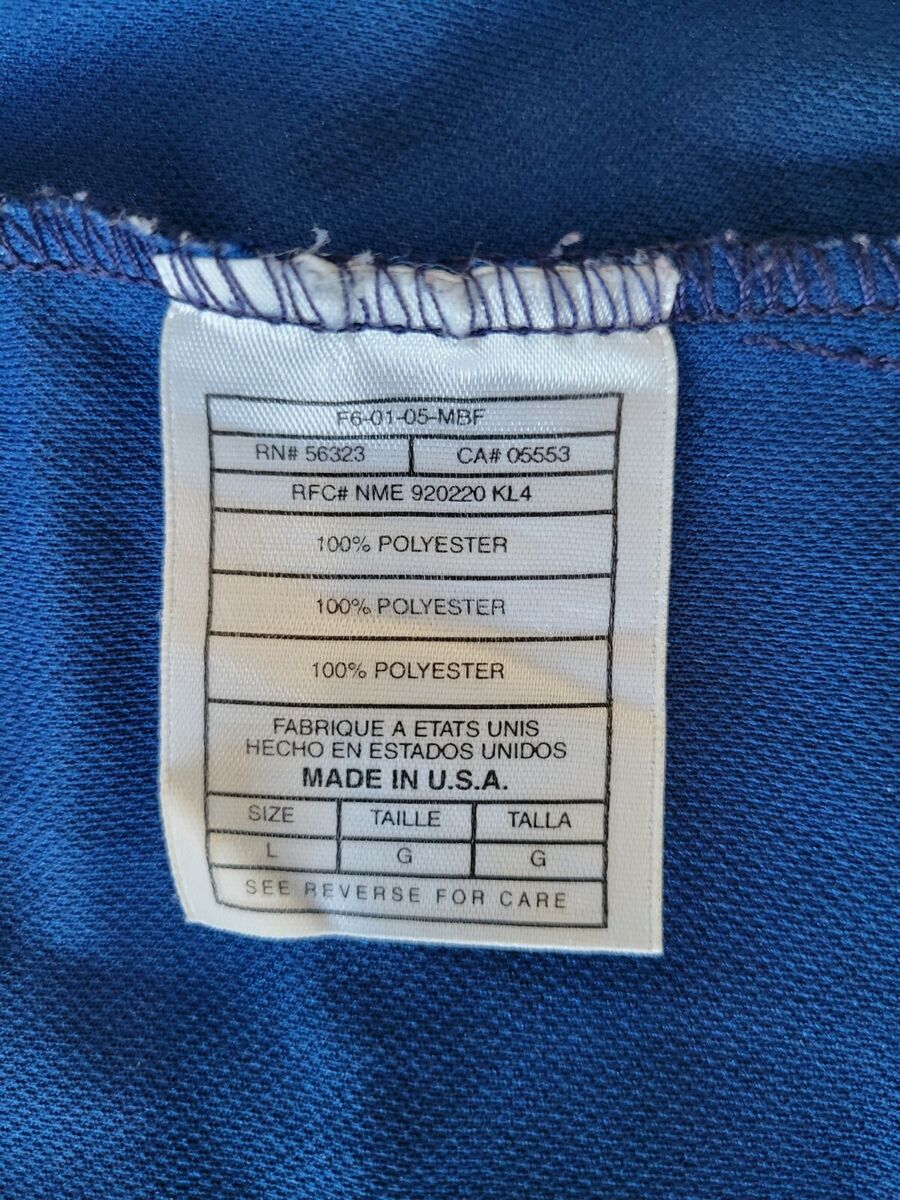 F6-01-05-MBF
RN# 56323 CA# 05553
RFC# NME 920220 KL4
100% POLYESTER
100% POLYESTER
100% POLYESTER
FABRIQUE A ETATS UNIS
HECHO EN ESTADOS UNIDOS
MADE IN U.S.A.
SIZE TAILLE TALLA
L G G
SEE REVERSE FOR CARE